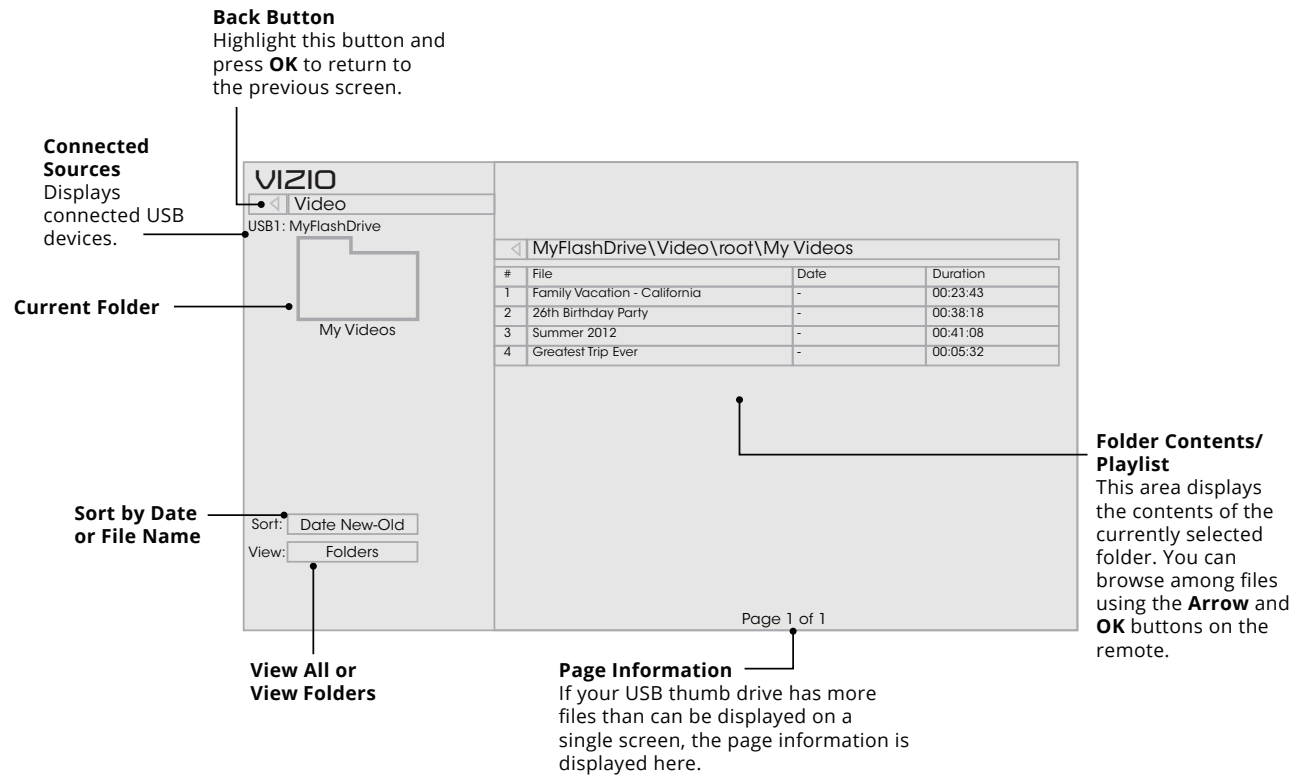 Back Button
Highlight this button and
press OK to return to
the previous screen.
Connected
Sources
Displays
connected USB
devices.
Current Folder
Sort by Date
or File Name
View All or
View Folders
VIZIO
Video
USB1: MyFlashDrive
My Videos
Sort: Date New-Old
View: Folders
MyFlashDrive\Video\root\My Videos
# File Date Duration
1 Family Vacation - California - 00:23:43
2 26th Birthday Party - 00:38:18
3 Summer 2012 - 00:41:08
4 Greatest Trip Ever - 00:05:32
Page 1 of 1
Page Information
If your USB thumb drive has more
files than can be displayed on a
single screen, the page information is
displayed here.
Folder Contents/
Playlist
This area displays
the contents of the
currently selected
folder. You can
browse among files
using the Arrow and
OK buttons on the
remote.